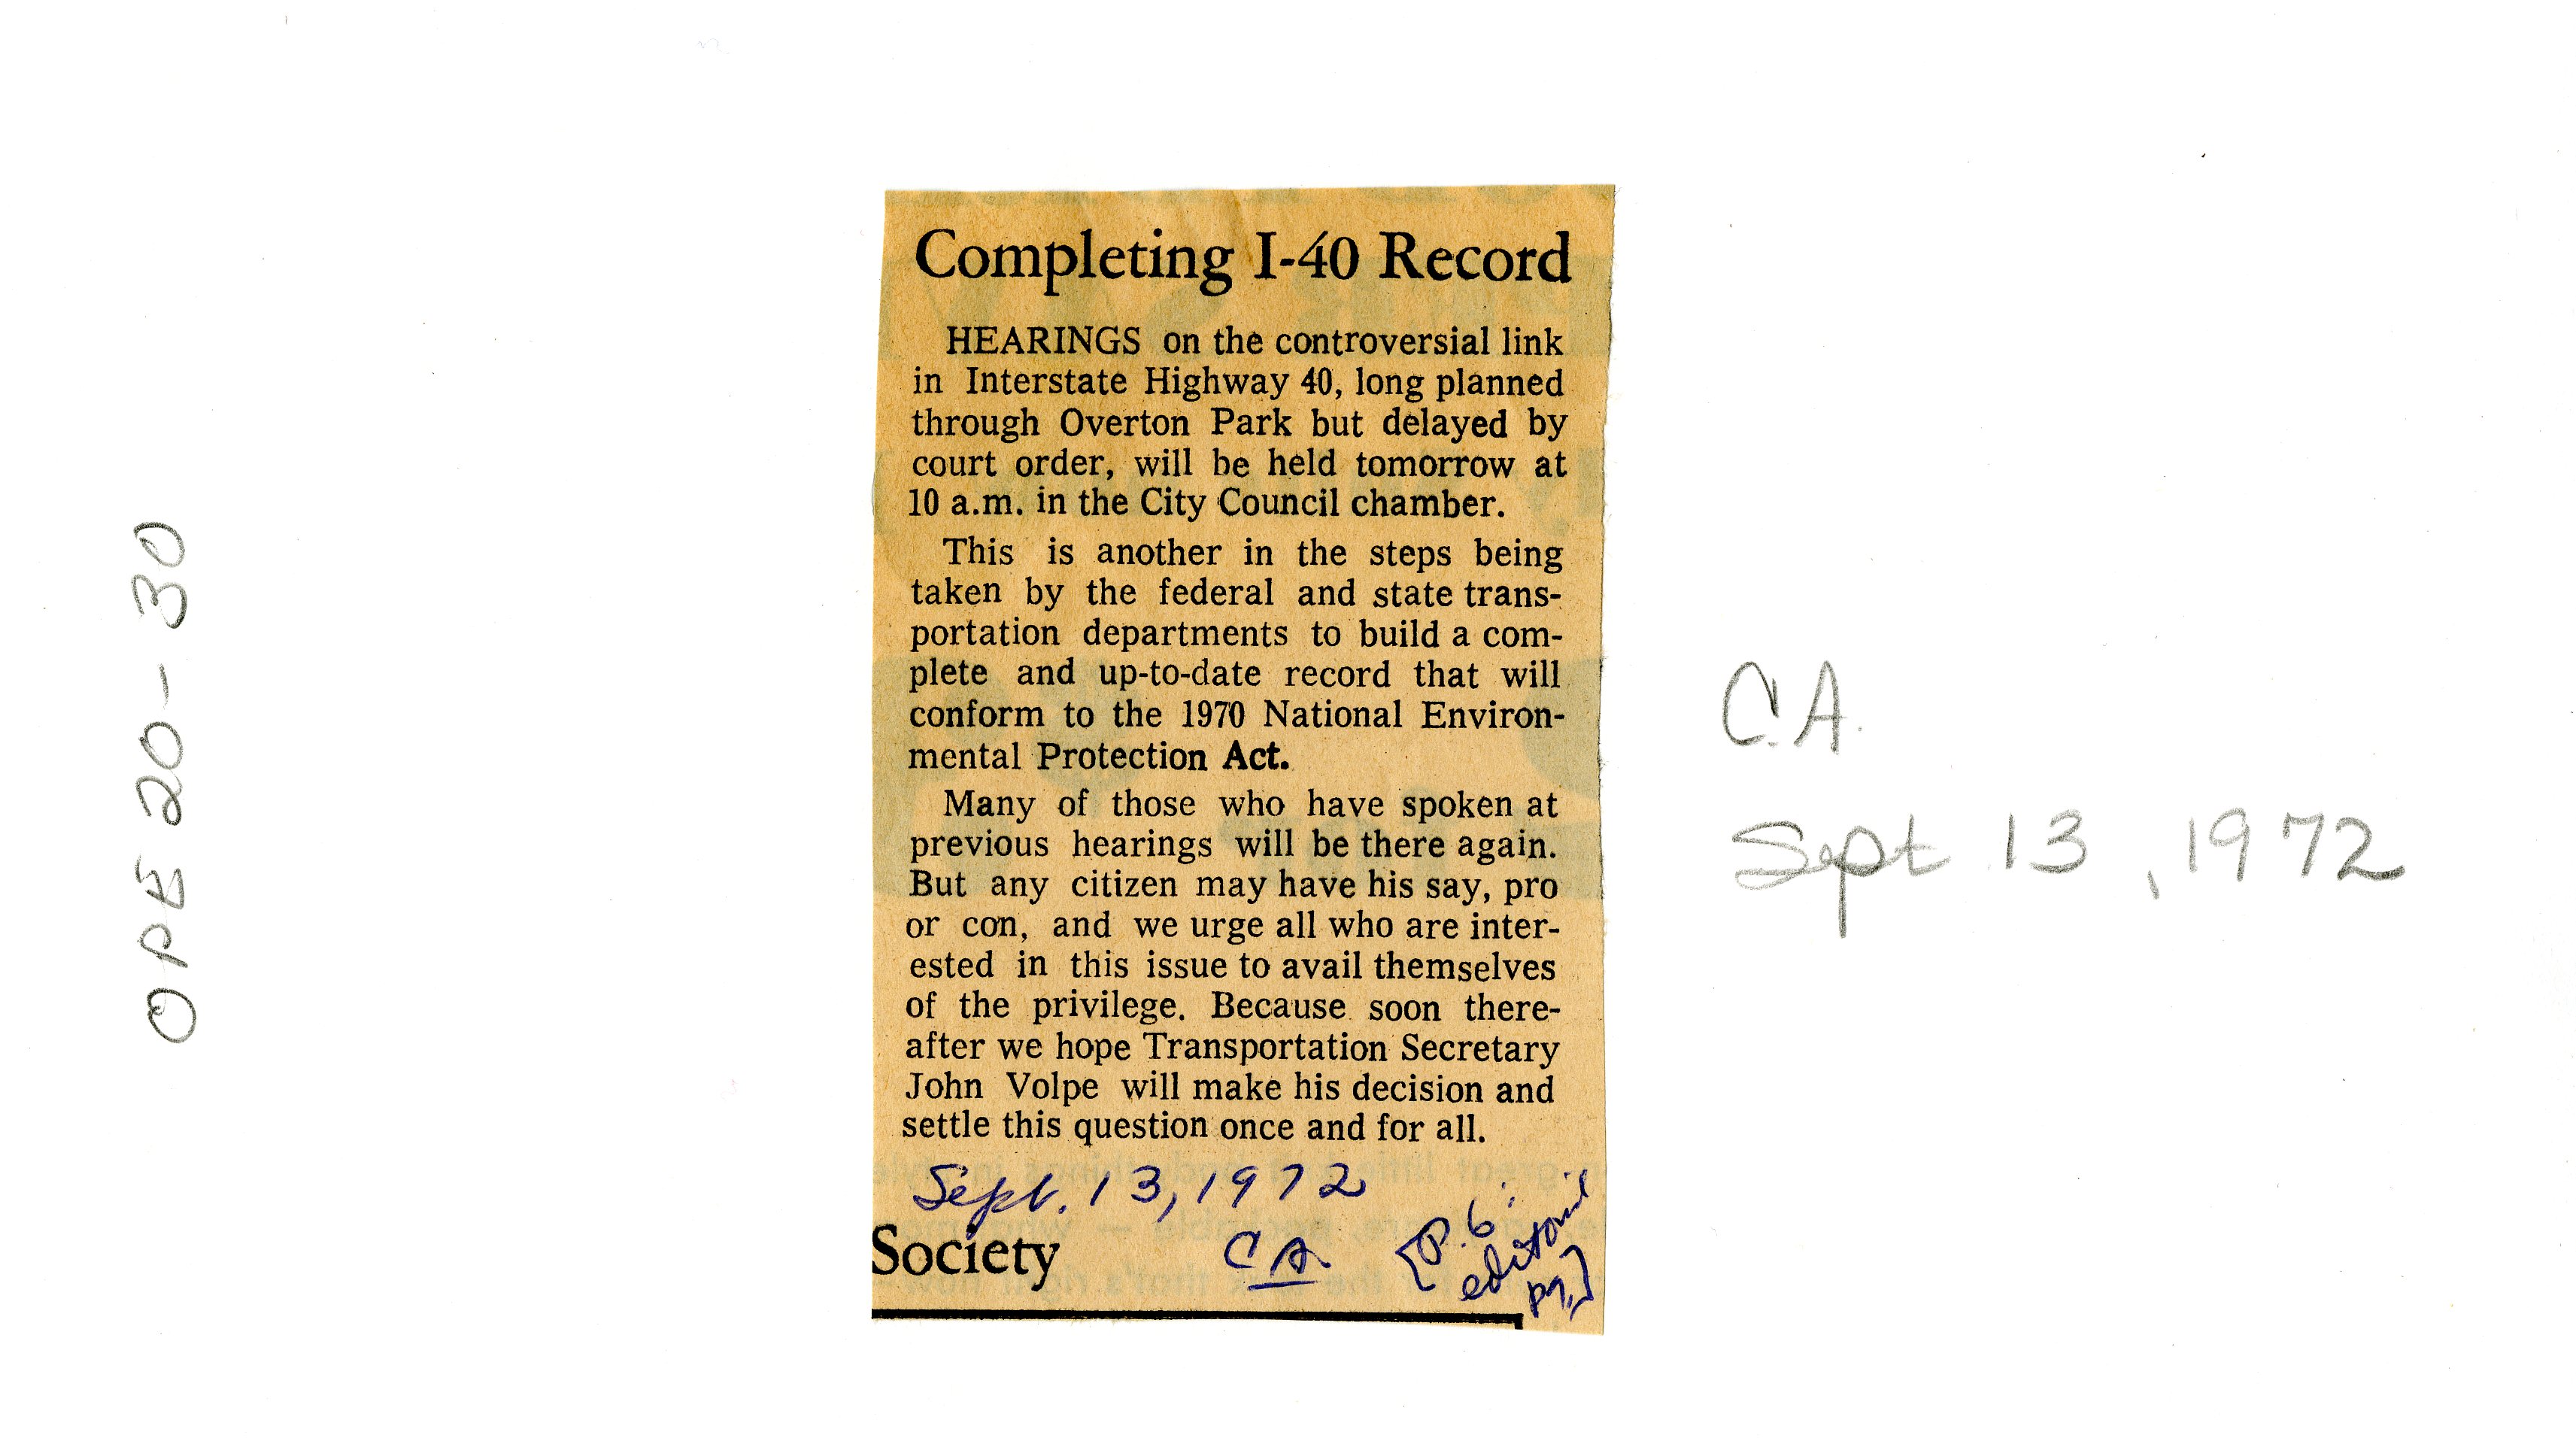 OPE 20-30
Completing I-40 Record
HEARINGS on the controversial link
in Interstate Highway 40, long planned
through Overton Park but delayed by
court order, will be held tomorrow at
10 a.m. in the City Council chamber.
This is another in the steps being
taken by the federal and state trans-
portation departments to build a com-
plete and up-to-date record that will
conform to the 1970 National Environ-
mental Protection Act.
Many of those who have spoken at
previous hearings will be there again.
But any citizen may have his say, pro
or con, and we urge all who are inter-
ested in this issue to avail themselves
of the privilege. Because soon there-
after we hope Transportation Secretary
John Volpe will make his decision and
settle this question once and for all.
Sept. 13, 1972
Society
CA
[P. 6;
editorial
pg.]
C.A.
Sept 13, 1972